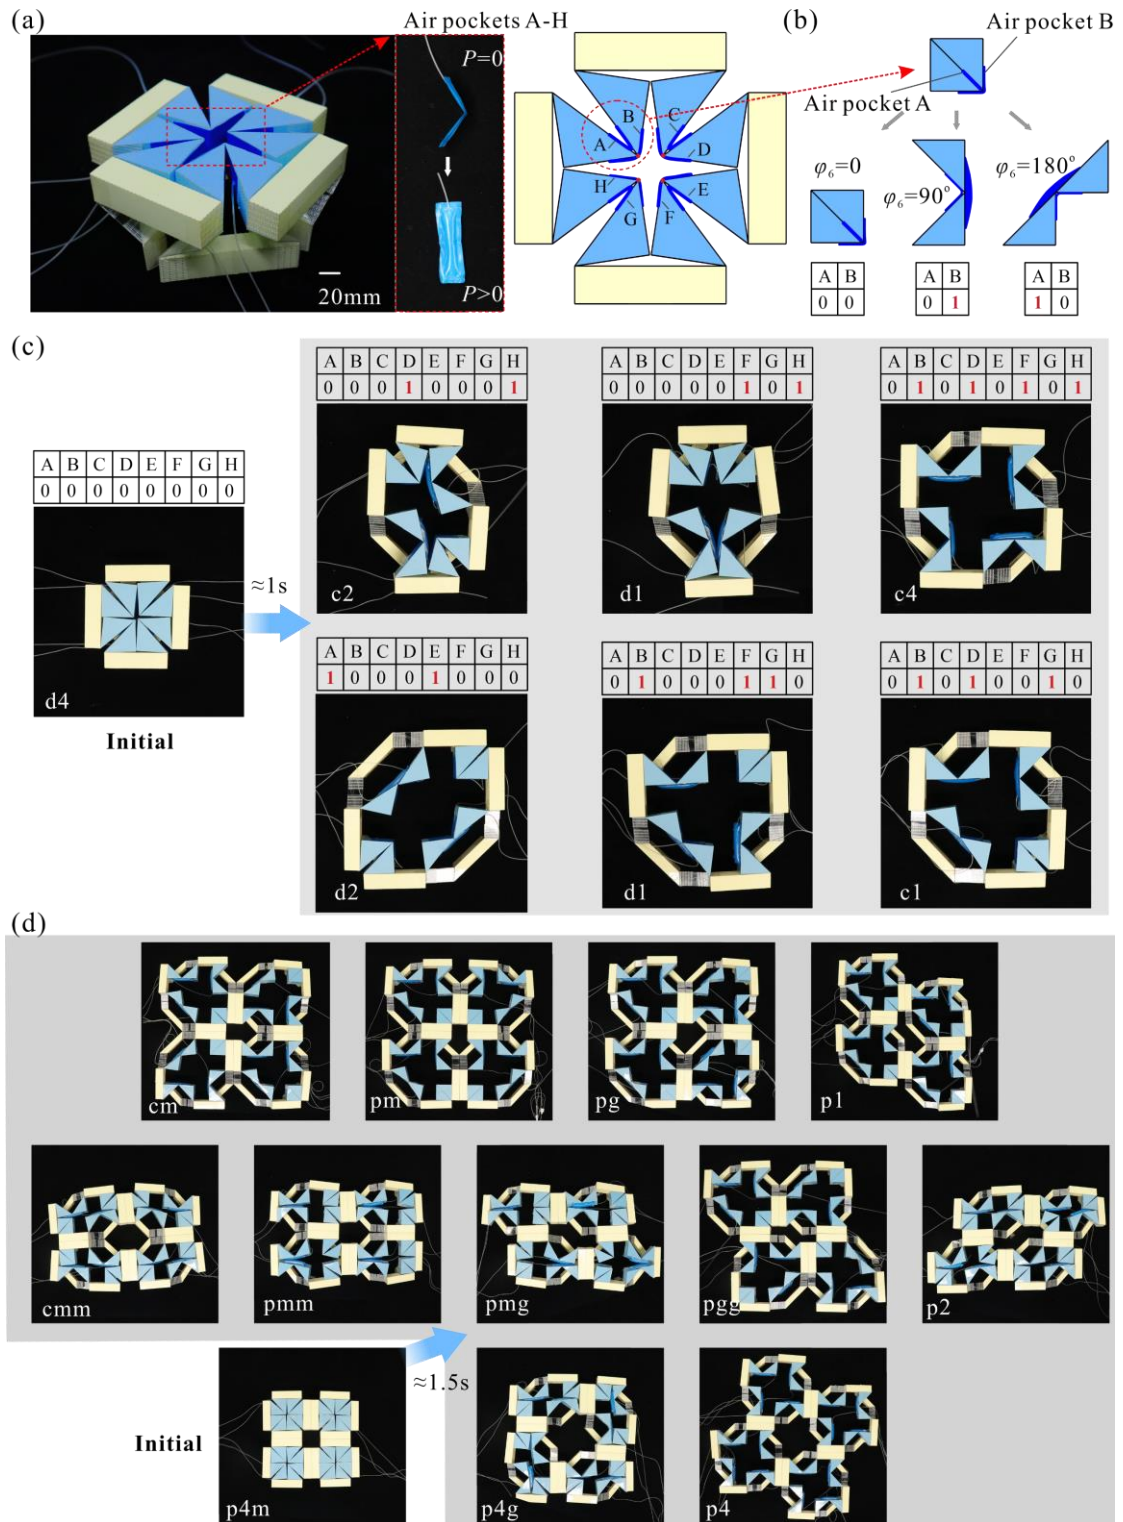 (a)
Air pockets A-H
P=0
P>0
20mm
A
B
C
D
E
F
G
H
(b)
Air pocket B
Air pocket A
φ₆=0
φ₆=90°
φ₆=180°
A B
0 0
A B
0 1
A B
1 0
(c)
A B C D E F G H
0 0 0 0 0 0 0 0
d4
Initial
≈1s
A B C D E F G H
0 0 0 1 0 0 0 1
c2
A B C D E F G H
0 0 0 0 0 1 0 1
d1
A B C D E F G H
0 1 0 1 0 1 0 1
c4
A B C D E F G H
1 0 0 0 1 0 0 0
d2
A B C D E F G H
0 1 0 0 0 1 1 0
d1
A B C D E F G H
0 1 0 1 0 0 1 0
c1
(d)
cm
pm
pg
p1
cmm
pmm
pmg
pgg
p2
Initial
p4m
≈1.5s
p4g
p4